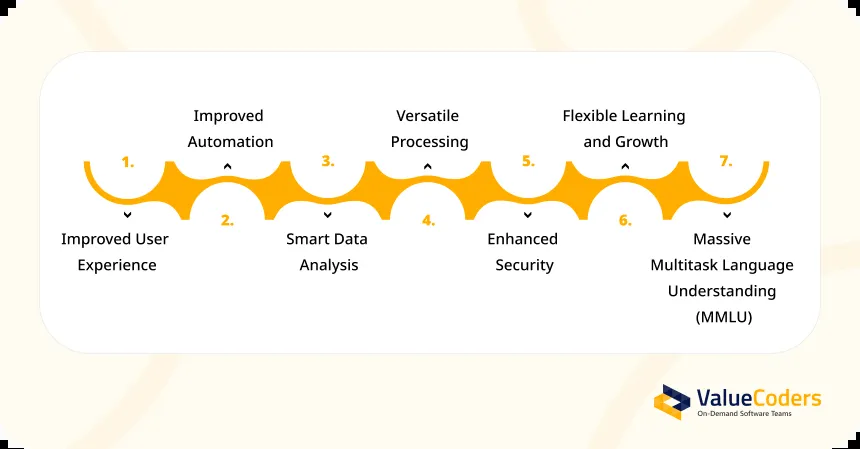 1.
Improved User
Experience
2.
Improved
Automation
3.
Smart Data
Analysis
4.
Versatile
Processing
5.
Enhanced
Security
6.
Flexible Learning
and Growth
7.
Massive
Multitask Language
Understanding
(MMLU)
ValueCoders
On-Demand Software Teams